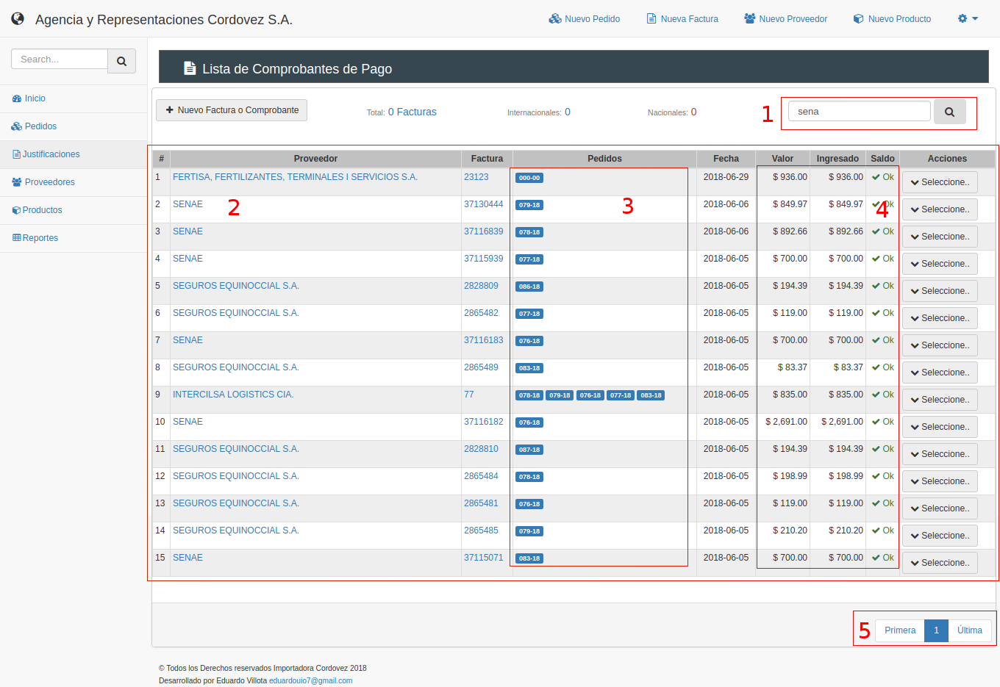 Agencia y Representaciones Cordovez S.A.
Nuevo Pedido Nueva Factura Nuevo Proveedor Nuevo Producto
Search...
Inicio
Pedidos
Justificaciones
Proveedores
Productos
Reportes
Lista de Comprobantes de Pago
Nuevo Factura o Comprobante Total: 0 Facturas Internacionales: 0 Nacionales: 0 1 sena
# Proveedor Factura Pedidos Fecha Valor Ingresado Saldo Acciones
1 FERTISA, FERTILIZANTES, TERMINALES I SERVICIOS S.A. 23123 000-00 2018-06-29 $ 936.00 $ 936.00 Ok Seleccione..
2 SENAE 37130444 079-18 2018-06-06 $ 849.97 $ 849.97 Ok Seleccione..
2 3 4
3 SENAE 37116839 078-18 2018-06-06 $ 892.66 $ 892.66 Ok Seleccione..
4 SENAE 37115939 077-18 2018-06-05 $ 700.00 $ 700.00 Ok Seleccione..
5 SEGUROS EQUINOCCIAL S.A. 2828809 086-18 2018-06-05 $ 194.39 $ 194.39 Ok Seleccione..
6 SEGUROS EQUINOCCIAL S.A. 2865482 077-18 2018-06-05 $ 119.00 $ 119.00 Ok Seleccione..
7 SENAE 37116183 076-18 2018-06-05 $ 700.00 $ 700.00 Ok Seleccione..
8 SEGUROS EQUINOCCIAL S.A. 2865489 083-18 2018-06-05 $ 83.37 $ 83.37 Ok Seleccione..
9 INTERCILSA LOGISTICS CIA. 77 078-18 079-18 076-18 077-18 083-18 2018-06-05 $ 835.00 $ 835.00 Ok Seleccione..
10 SENAE 37116182 076-18 2018-06-05 $ 2,691.00 $ 2,691.00 Ok Seleccione..
11 SEGUROS EQUINOCCIAL S.A. 2828810 087-18 2018-06-05 $ 194.39 $ 194.39 Ok Seleccione..
12 SEGUROS EQUINOCCIAL S.A. 2865484 078-18 2018-06-05 $ 198.99 $ 198.99 Ok Seleccione..
13 SEGUROS EQUINOCCIAL S.A. 2865481 076-18 2018-06-05 $ 119.00 $ 119.00 Ok Seleccione..
14 SEGUROS EQUINOCCIAL S.A. 2865485 079-18 2018-06-05 $ 210.20 $ 210.20 Ok Seleccione..
15 SENAE 37115071 083-18 2018-06-05 $ 700.00 $ 700.00 Ok Seleccione..
5 Primera 1 Última
© Todos los Derechos reservados Importadora Cordovez 2018
Desarrollado por Eduardo Villota eduardouio7@gmail.com